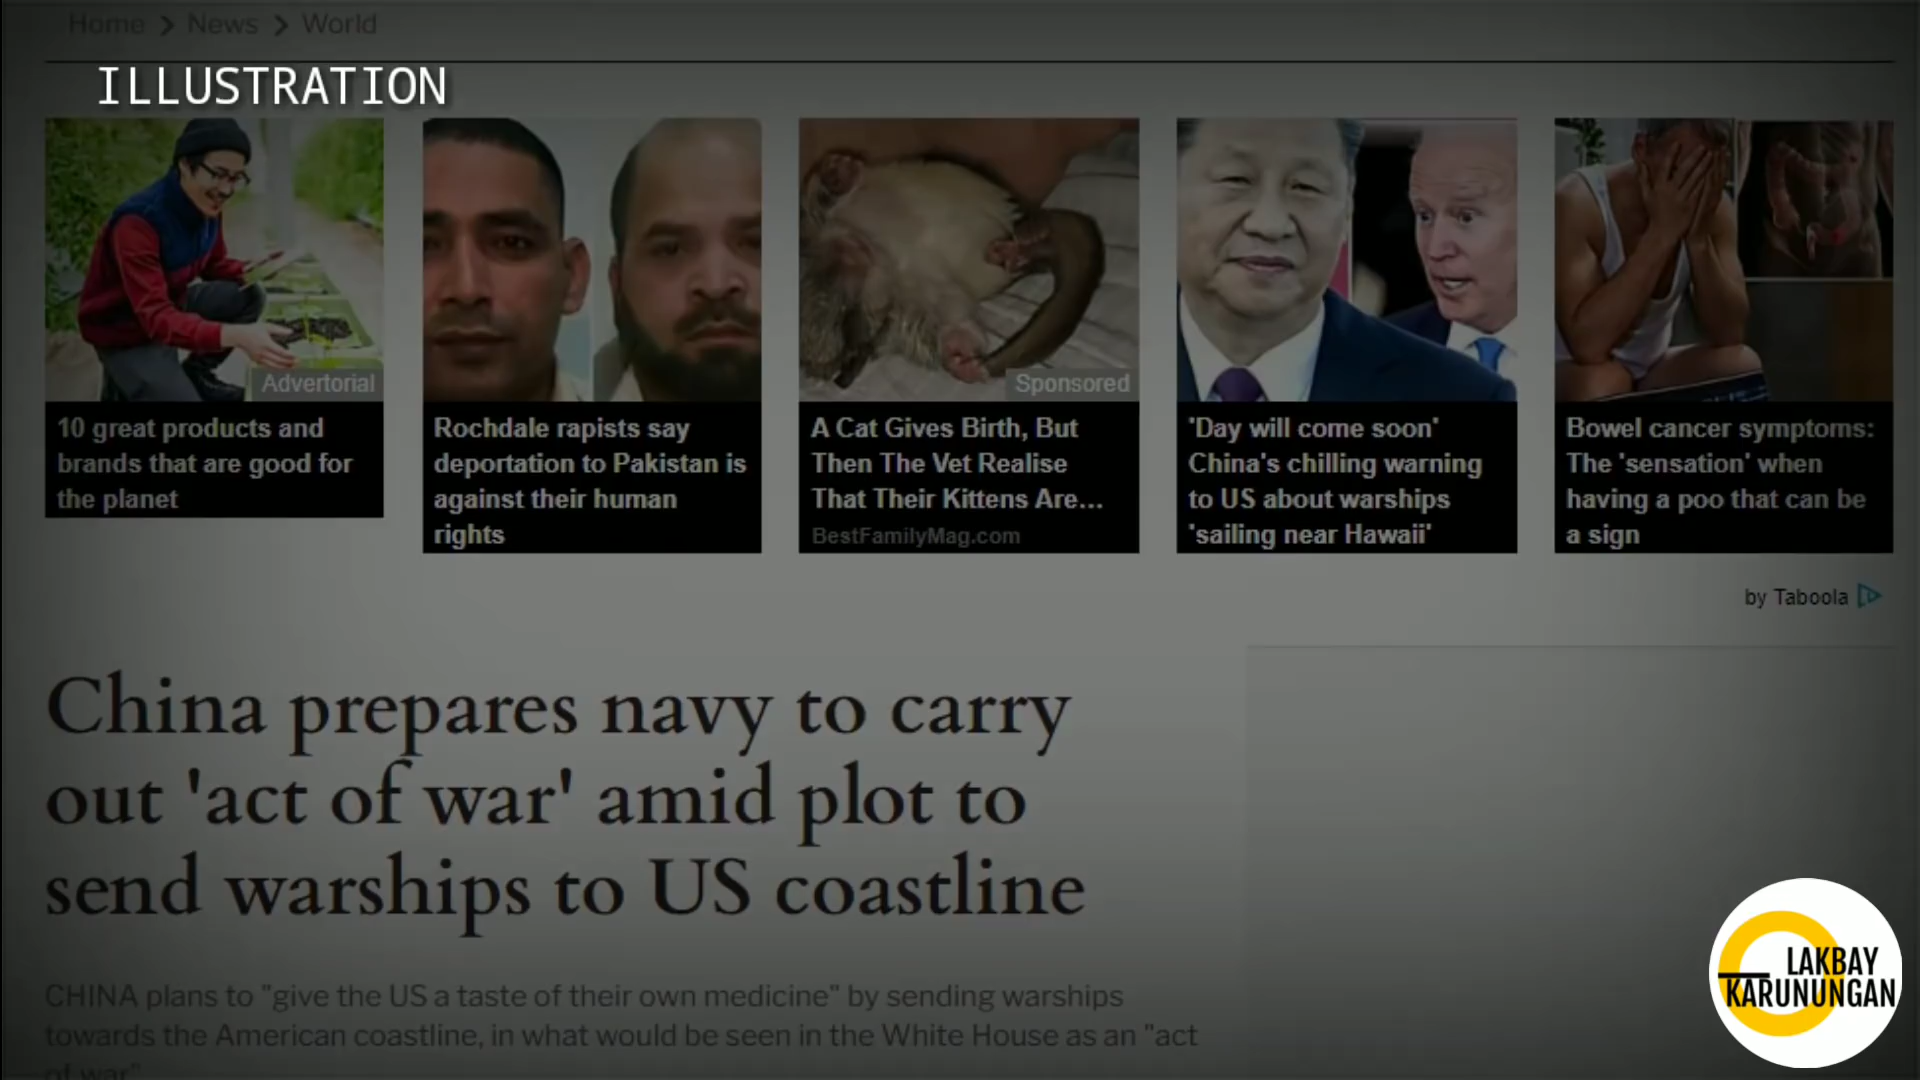 Home > News > World
ILLUSTRATION
Advertorial
10 great products and
brands that are good for
the planet
Rochdale rapists say
deportation to Pakistan is
against their human
rights
Sponsored
A Cat Gives Birth, But
Then The Vet Realise
That Their Kittens Are...
BestFamilyMag.com
'Day will come soon'
China's chilling warning
to US about warships
'sailing near Hawaii'
Bowel cancer symptoms:
The 'sensation' when
having a poo that can be
a sign
by Taboola
China prepares navy to carry
out 'act of war' amid plot to
send warships to US coastline
CHINA plans to "give the US a taste of their own medicine" by sending warships
towards the American coastline, in what would be seen in the White House as an "act
of war"
LAKBAY
KARUNUNGAN